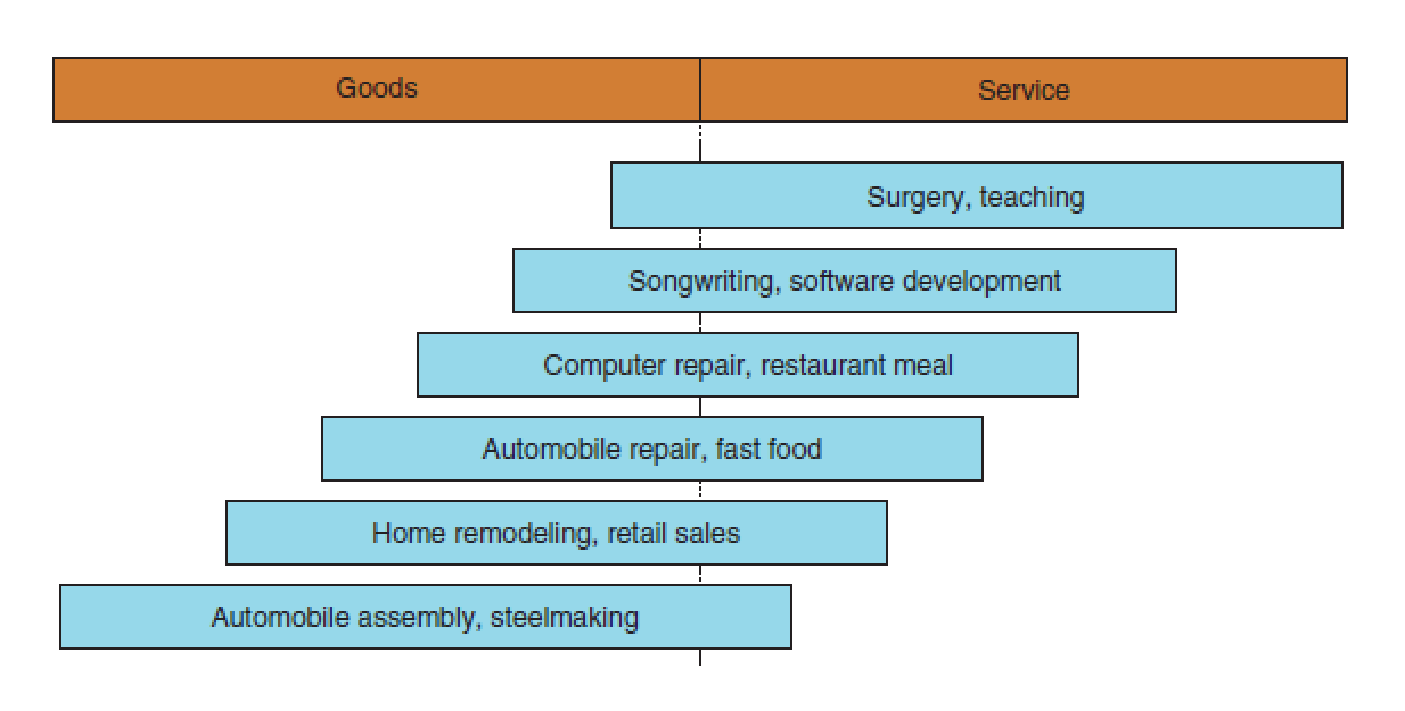 Goods
Service
Surgery, teaching
Songwriting, software development
Computer repair, restaurant meal
Automobile repair, fast food
Home remodeling, retail sales
Automobile assembly, steelmaking